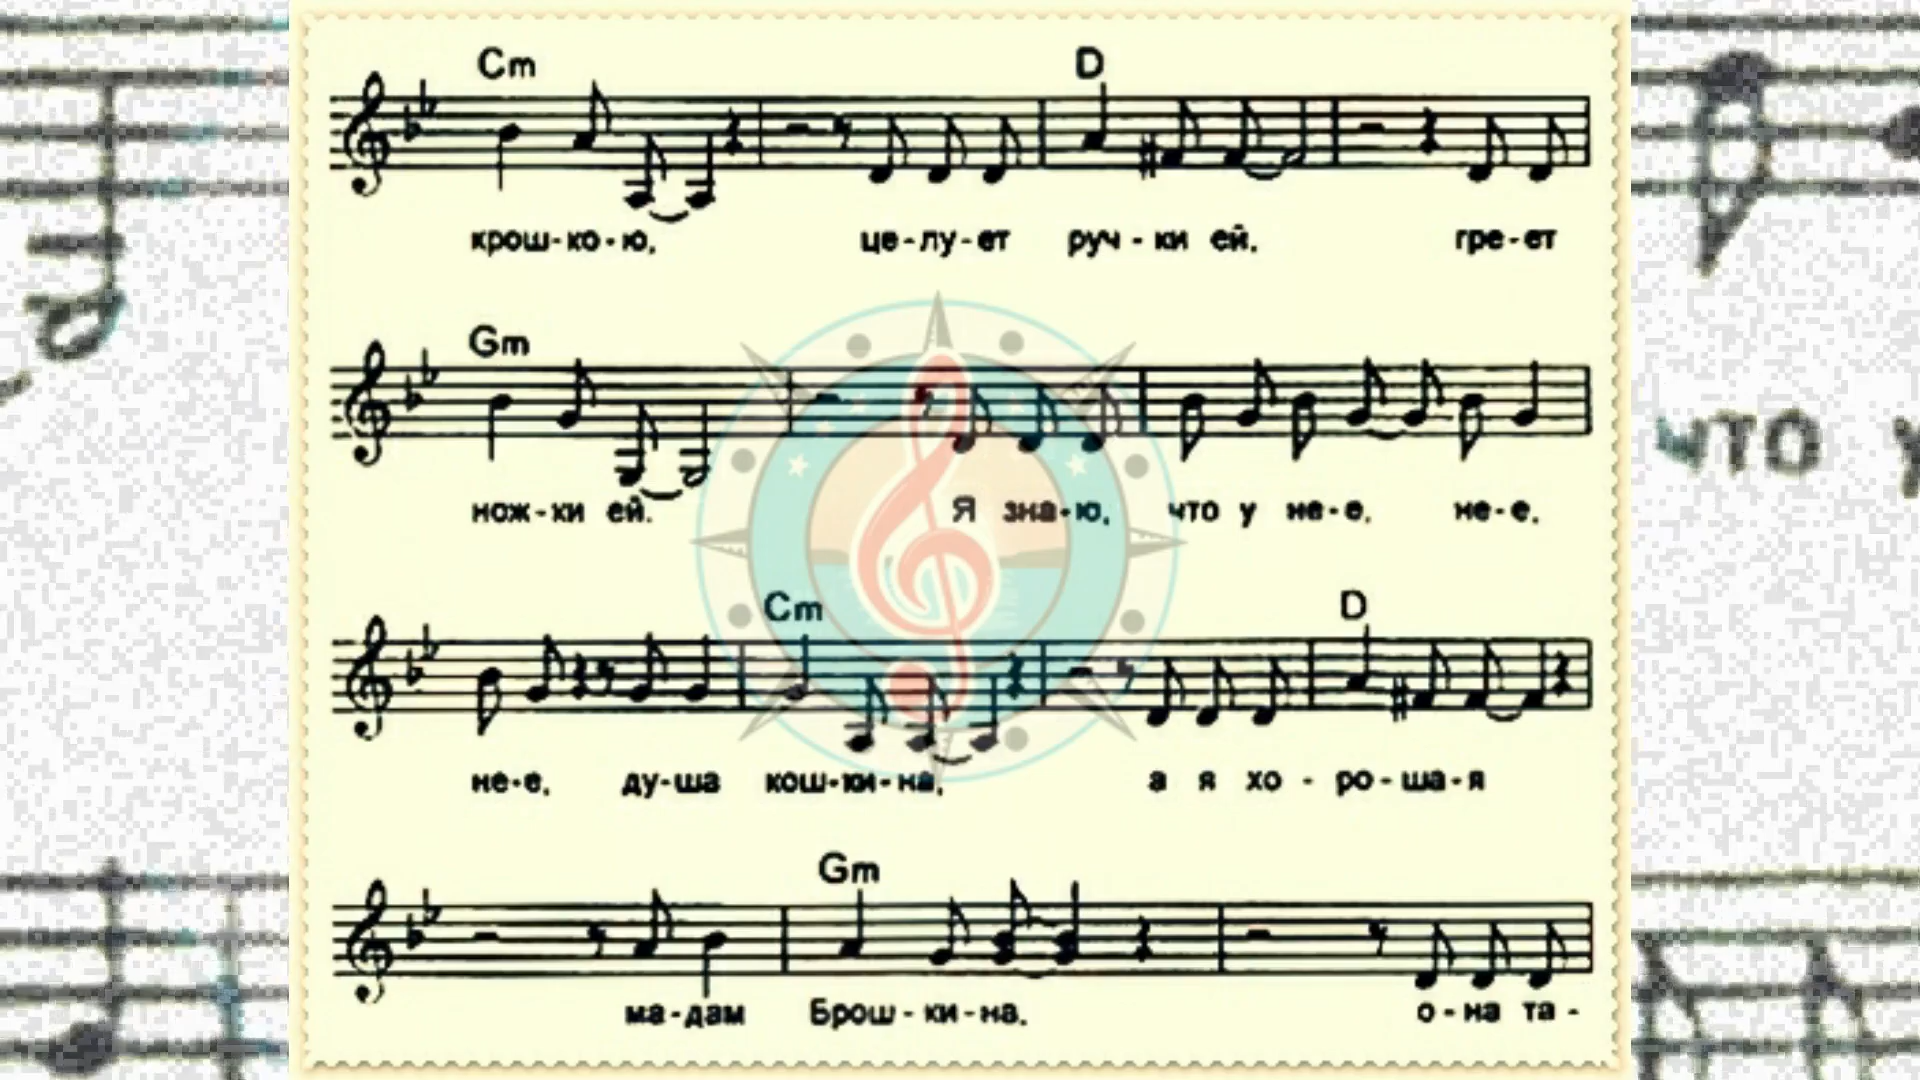 Cm D
крош-ко-ю, це-лу-ет руч-ки ей, гре-ет
Gm
нож-ки ей. Я зна-ю, что у не-е, не-е,
Cm D
не-е, ду-ша кош-ки-на, а я хо-ро-ша-я
Gm
ма-дам Брош-ки-на. о-на та-
что